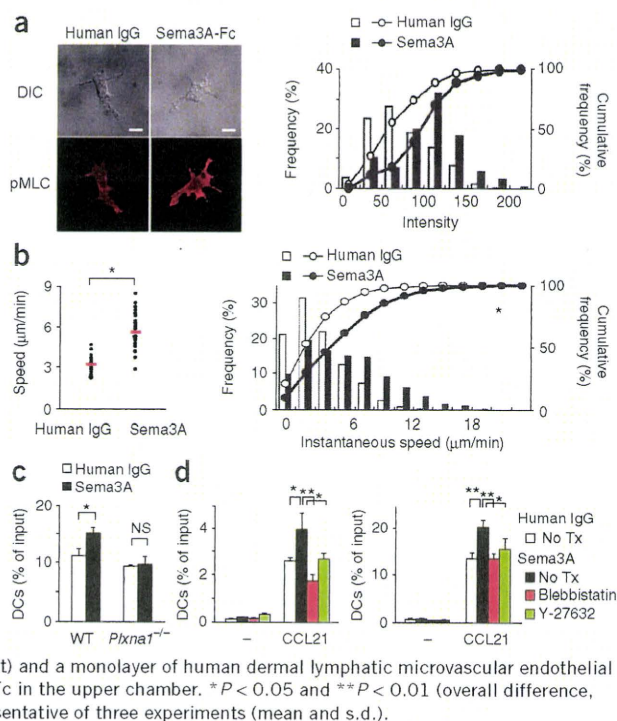 a
Human IgG Sema3A-Fc
DIC
pMLC
Human IgG
Sema3A
Frequency (%)
40
20
0
100
50
0
Cumulative frequency (%)
0 50 100 150 200
Intensity
b
Speed (μm/min)
9
6
3
0
*
Human IgG Sema3A
Human IgG
Sema3A
Frequency (%)
30
20
10
0
100
50
0
*
Cumulative frequency (%)
0 6 12 18
Instantaneous speed (μm/min)
c
Human IgG
Sema3A
DCs (% of input)
20
10
0
*
NS
WT Plxna1−/−
d
DCs (% of input)
4
2
0
* ** *
– CCL21
DCs (% of input)
20
10
0
** ** *
– CCL21
Human IgG
No Tx
Sema3A
No Tx
Blebbistatin
Y-27632
t) and a monolayer of human dermal lymphatic microvascular endothelial
c in the upper chamber. *P < 0.05 and **P < 0.01 (overall difference,
sentative of three experiments (mean and s.d.).